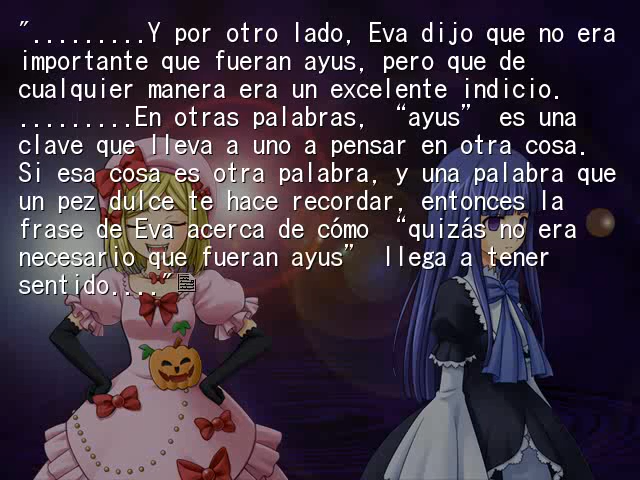 ".........Y por otro lado, Eva dijo que no era
importante que fueran ayus, pero que de
cualquier manera era un excelente indicio.
.........En otras palabras, “ayus” es una
clave que lleva a uno a pensar en otra cosa.
Si esa cosa es otra palabra, y una palabra que
un pez dulce te hace recordar, entonces la
frase de Eva acerca de cómo “quizás no era
necesario que fueran ayus” llega a tener
sentido...."